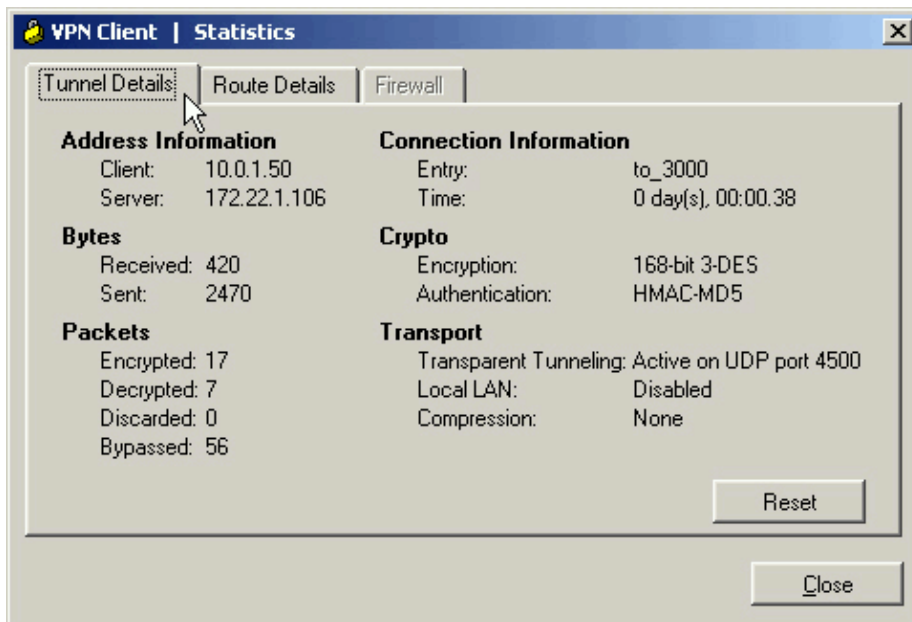 VPN Client | Statistics
Tunnel Details Route Details Firewall
Address Information
Client: 10.0.1.50
Server: 172.22.1.106
Connection Information
Entry: to_3000
Time: 0 day(s), 00:00.38
Bytes
Received: 420
Sent: 2470
Crypto
Encryption: 168-bit 3-DES
Authentication: HMAC-MD5
Packets
Encrypted: 17
Decrypted: 7
Discarded: 0
Bypassed: 56
Transport
Transparent Tunneling: Active on UDP port 4500
Local LAN: Disabled
Compression: None
Reset
Close